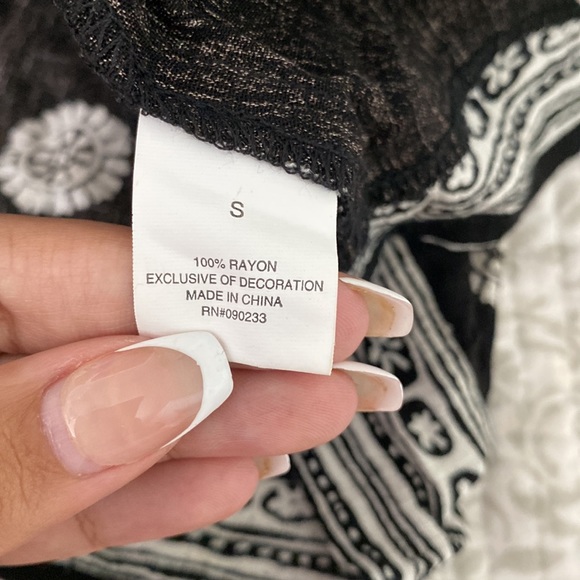 S
100% RAYON
EXCLUSIVE OF DECORATION
MADE IN CHINA
RN#090233